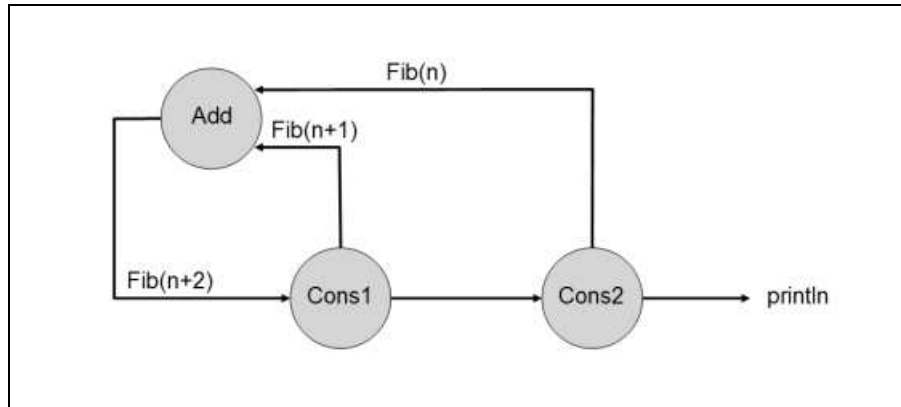 Fib(n)
Add
Fib(n+1)
Fib(n+2)
Cons1
Cons2
println